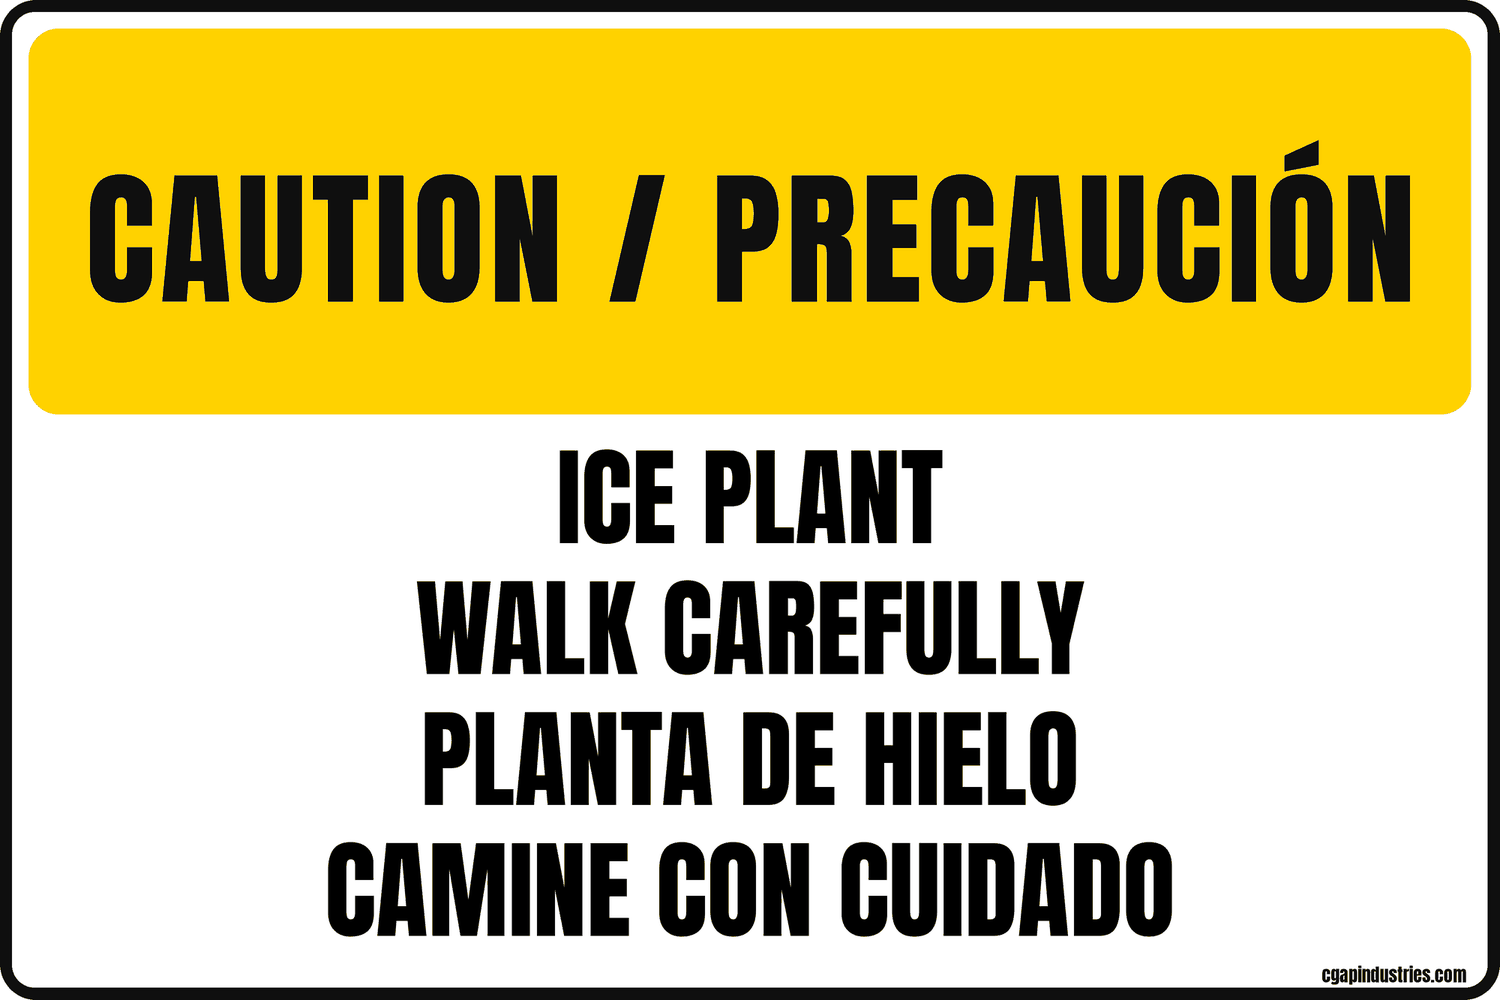 CAUTION / PRECAUCIÓN
ICE PLANT
WALK CAREFULLY
PLANTA DE HIELO
CAMINE CON CUIDADO
cgapindustries.com